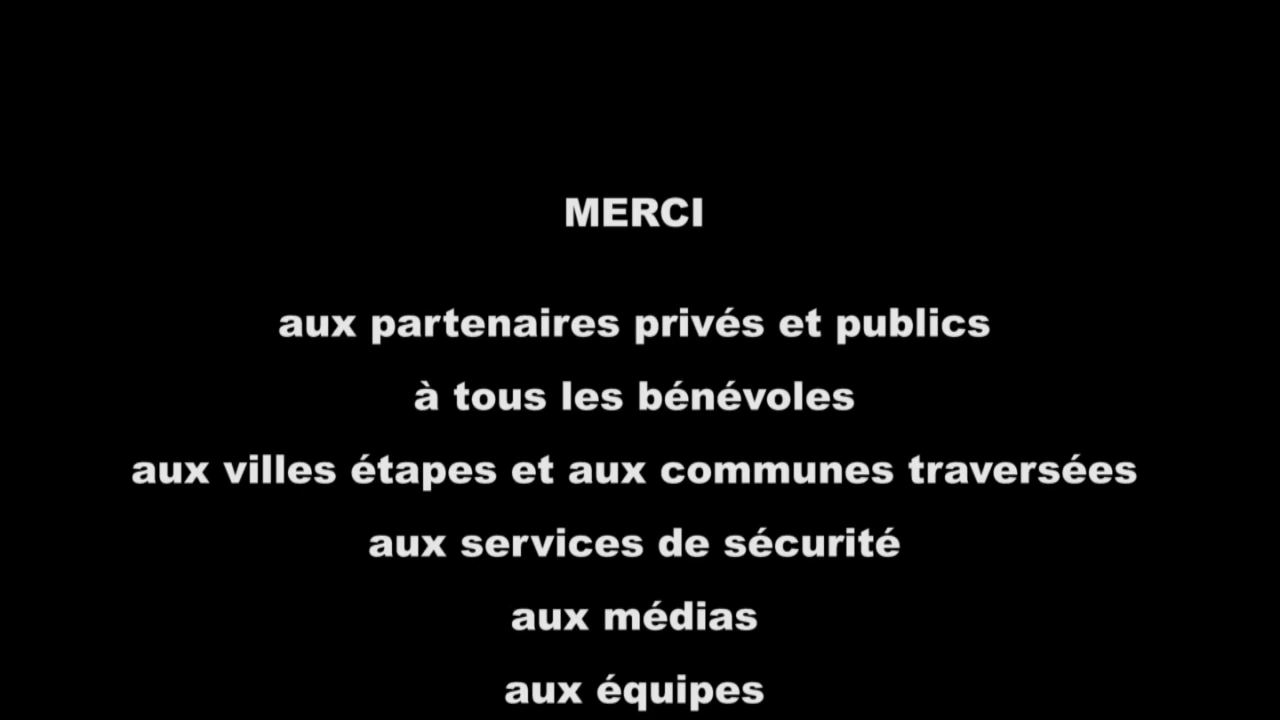 MERCI
aux partenaires privés et publics
à tous les bénévoles
aux villes étapes et aux communes traversées
aux services de sécurité
aux médias
aux équipes